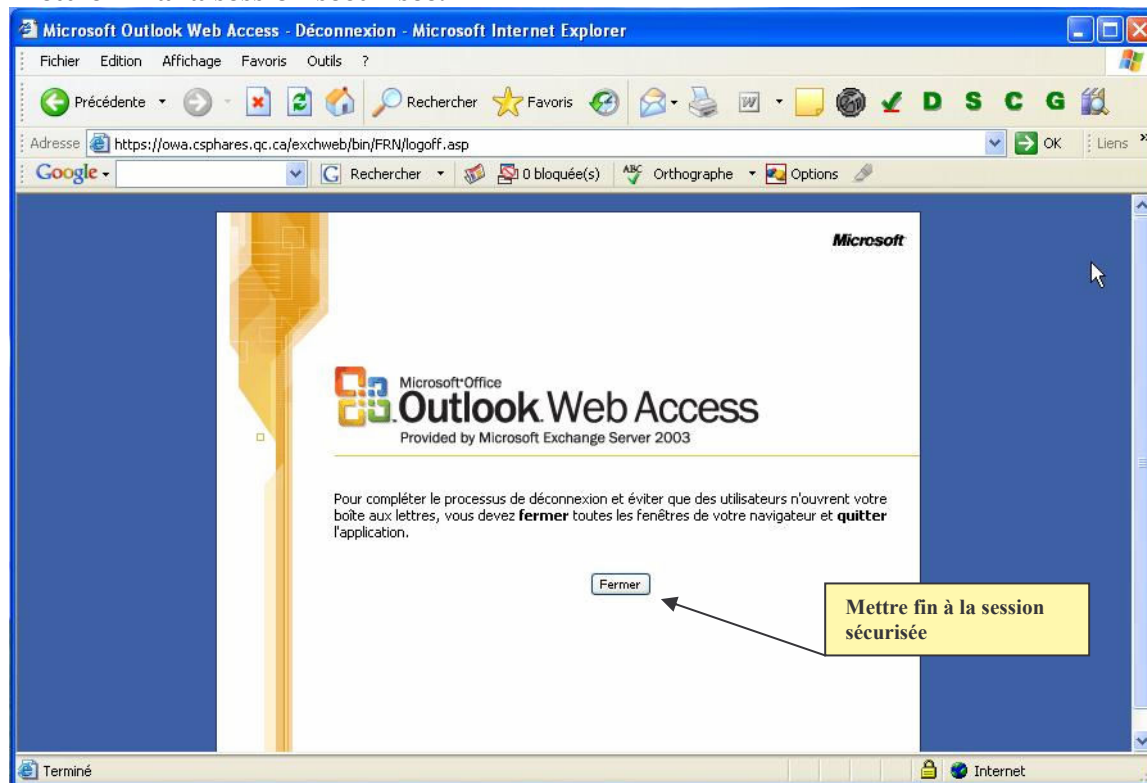 Microsoft Outlook Web Access - Déconnexion - Microsoft Internet Explorer
Fichier Edition Affichage Favoris Outils ?
Précédente Rechercher Favoris D S C G
Adresse https://owa.csphares.qc.ca/exchweb/bin/FRN/logoff.asp OK Liens »
Google G Rechercher 0 bloquée(s) ABC Orthographe Options
Microsoft
Microsoft Office
Outlook Web Access
Provided by Microsoft Exchange Server 2003
Pour compléter le processus de déconnexion et éviter que des utilisateurs n'ouvrent votre
boîte aux lettres, vous devez fermer toutes les fenêtres de votre navigateur et quitter
l'application.
Fermer
Mettre fin à la session
sécurisée
Terminé Internet